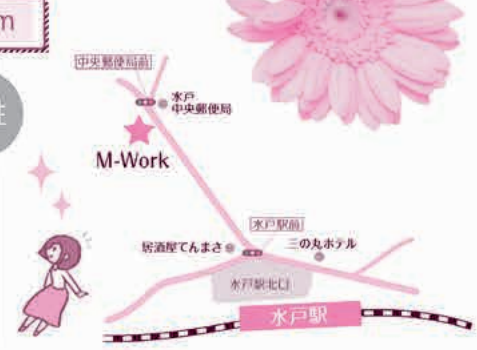 m
性
中央郵便局前
水戸
中央郵便局
M-Work
水戸駅前
居酒屋てんまさ
三の丸ホテル
水戸駅北口
水戸駅